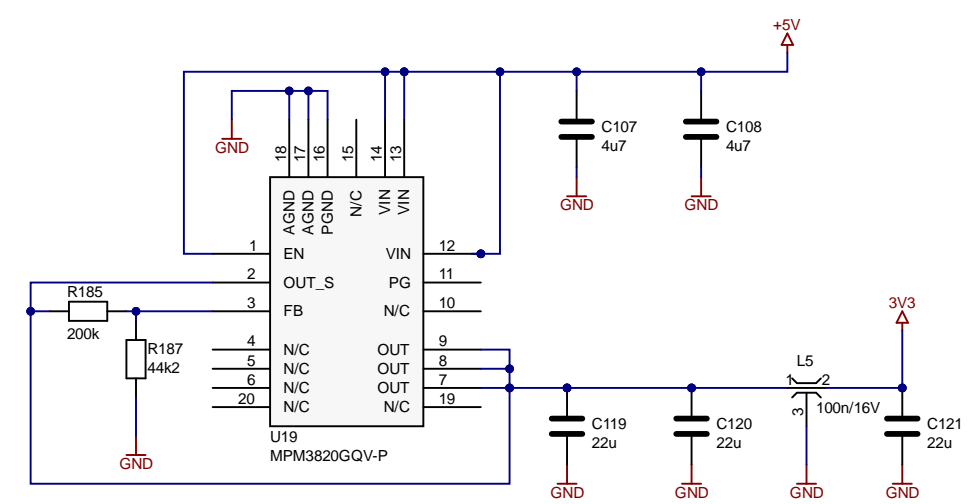 +5V
C107
4u7
C108
4u7
GND
GND
GND
18
17
16
15
14
13
AGND
AGND
PGND
N/C
VIN
VIN
1
EN
VIN
12
2
OUT_S
PG
11
3
FB
N/C
10
R185
200k
R187
44k2
GND
4
N/C
OUT
9
5
N/C
OUT
8
6
N/C
OUT
7
20
N/C
N/C
19
U19
MPM3820GQV-P
3V3
L5
1
2
3
100n/16V
C119
22u
C120
22u
C121
22u
GND
GND
GND
GND